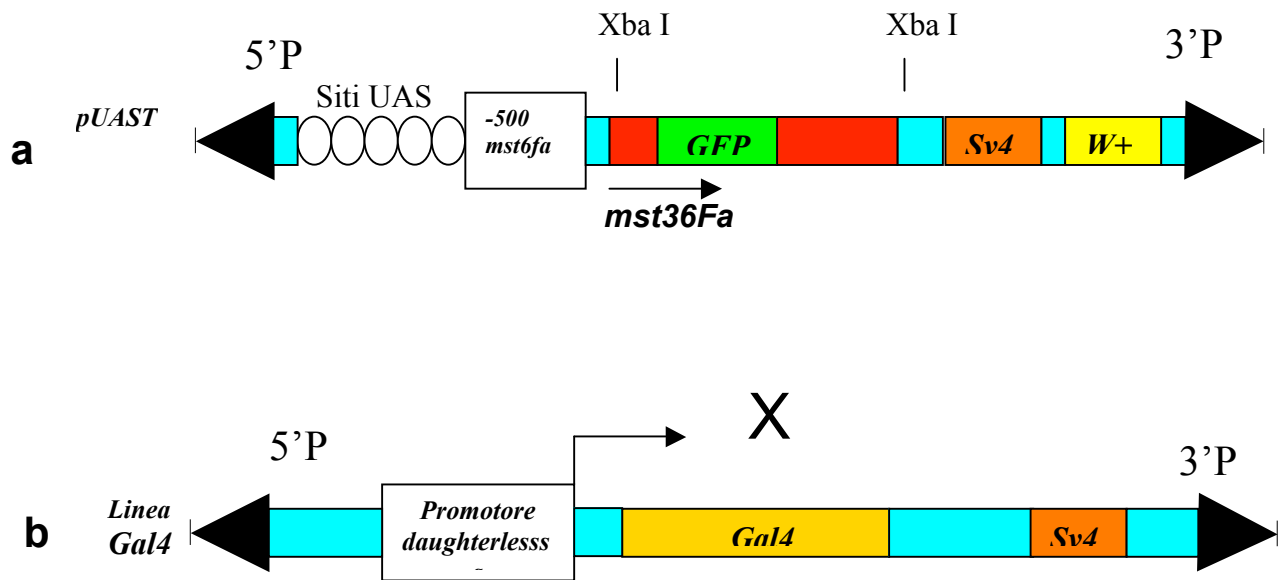 a
pUAST
5’P
Siti UAS
-500
mst6fa
Xba I
Xba I
3’P
GFP
Sv4
W+
mst36Fa
X
b
Linea
Gal4
5’P
Promotore
daughterlesss
Gal4
Sv4
3’P